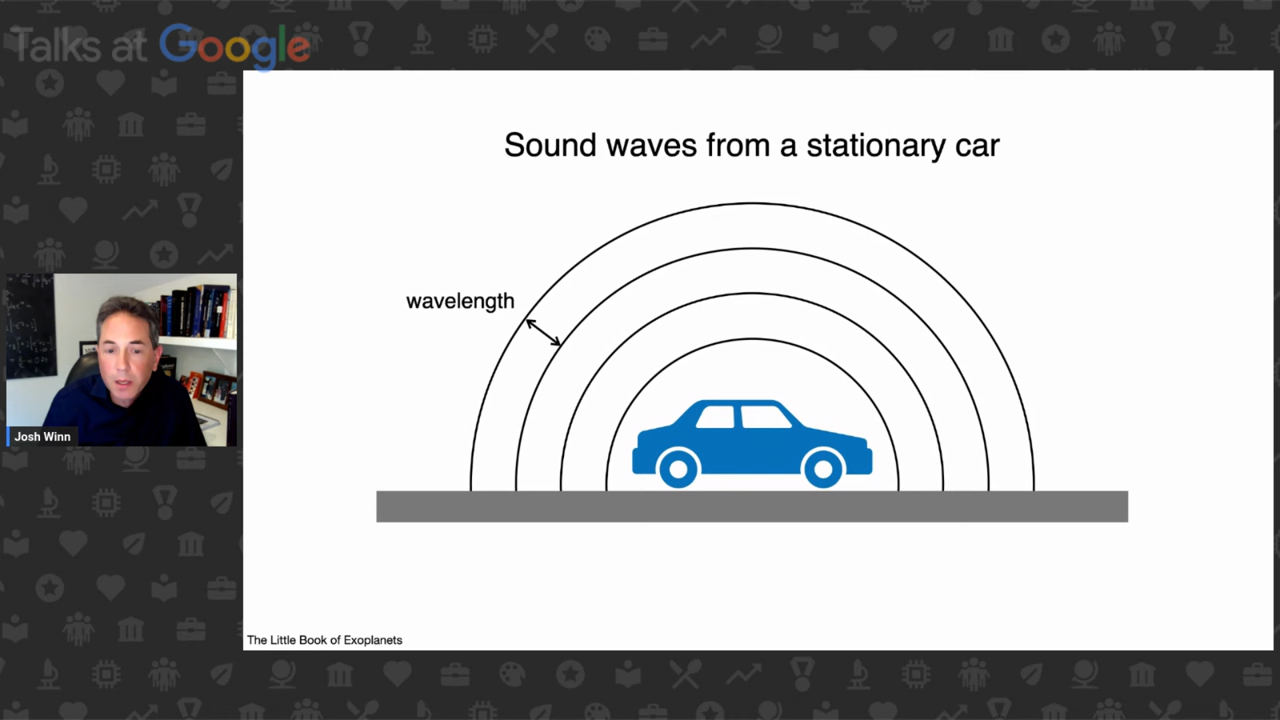 Talks at Google
Sound waves from a stationary car
wavelength
Josh Winn
The Little Book of Exoplanets